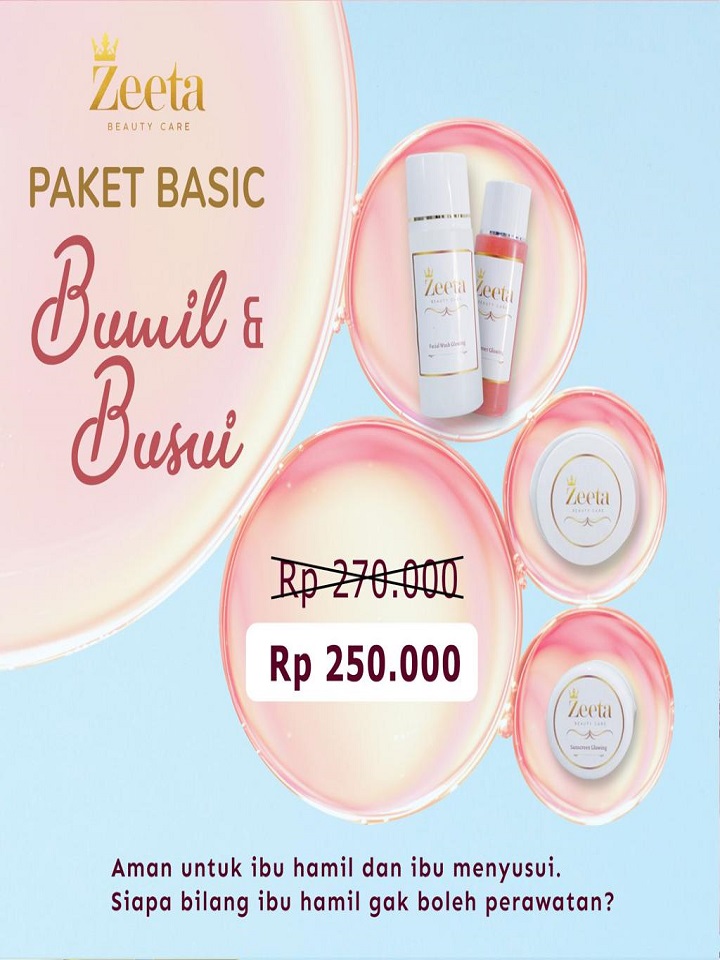 Zeeta
BEAUTY CARE
PAKET BASIC
Bumil &
Busui
Zeeta
BEAUTY CARE
Facial Wash Glowing
Zeeta
BEAUTY CARE
Glowing
Zeeta
BEAUTY CARE
Rp 270.000
Rp 250.000
Zeeta
BEAUTY CARE
Sunscreen Glowing
Aman untuk ibu hamil dan ibu menyusui.
Siapa bilang ibu hamil gak boleh perawatan?